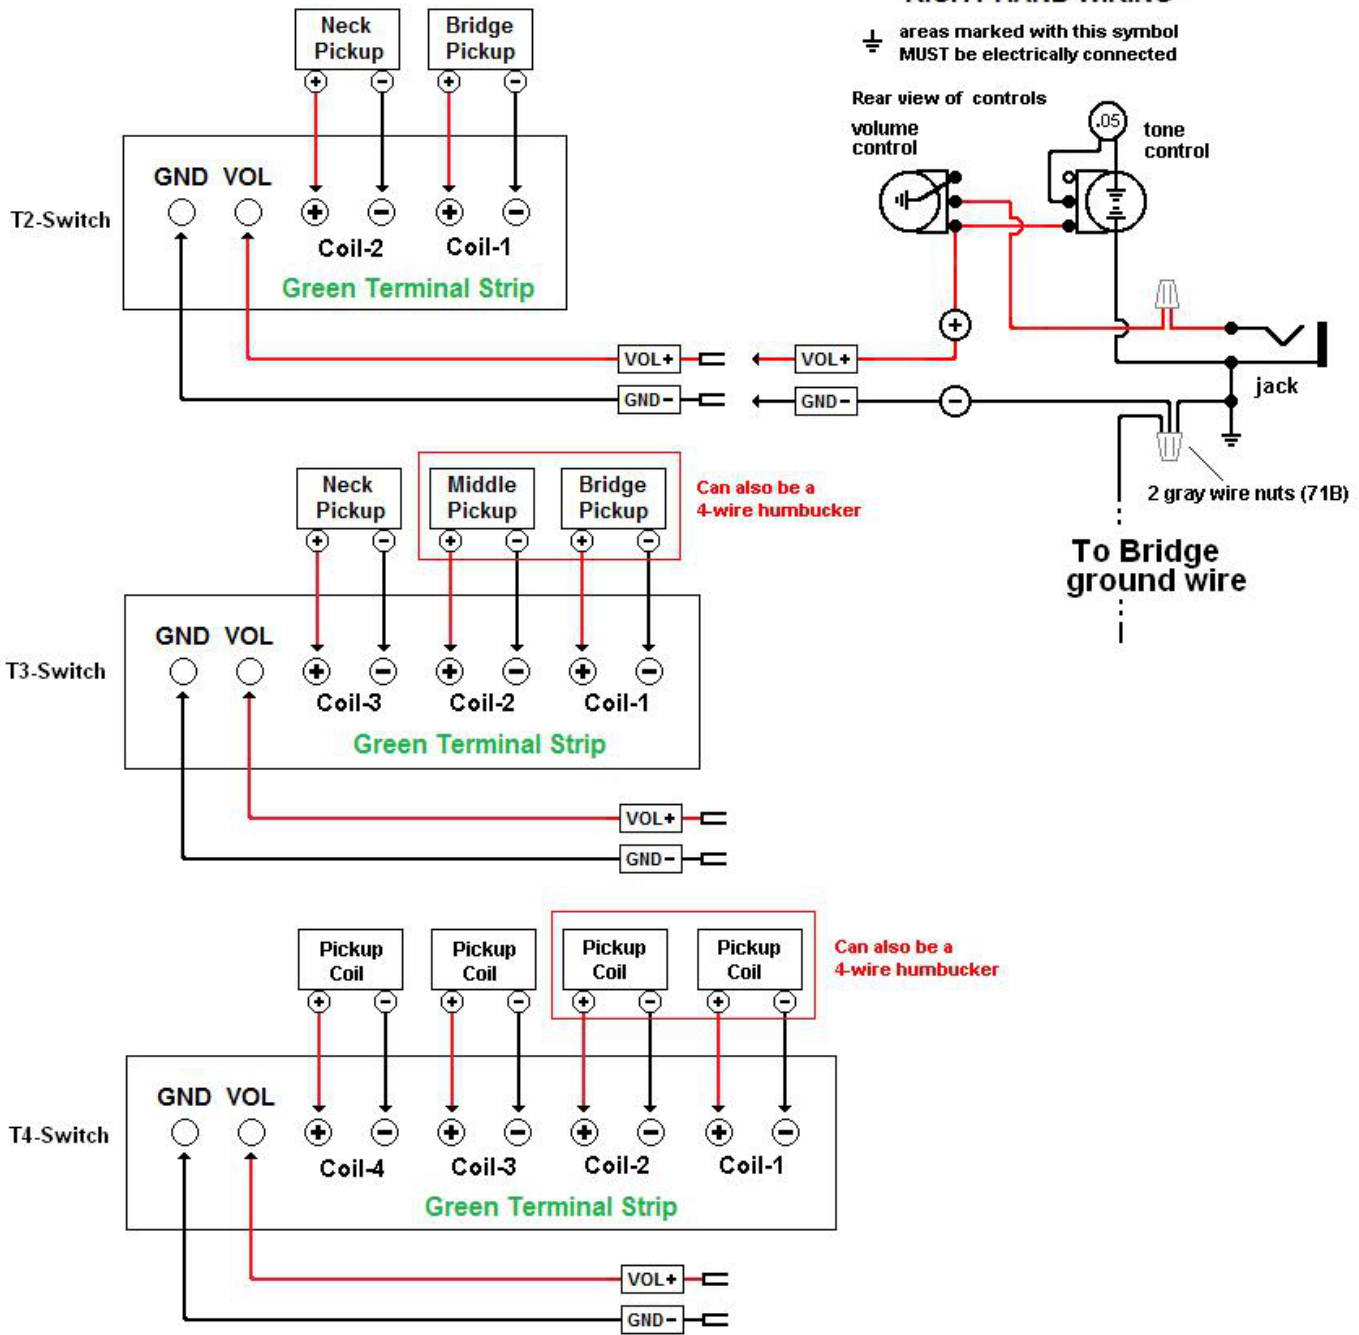 Neck
Pickup
Bridge
Pickup
areas marked with this symbol
MUST be electrically connected
Rear view of controls
volume
control
.05
tone
control
T2-Switch
GND VOL
+ − + −
Coil-2 Coil-1
Green Terminal Strip
VOL+
GND−
VOL+
GND−
+
−
jack
2 gray wire nuts (71B)
To Bridge
ground wire
Neck
Pickup
Middle
Pickup
Bridge
Pickup
Can also be a
4-wire humbucker
T3-Switch
GND VOL
+ − + − + −
Coil-3 Coil-2 Coil-1
Green Terminal Strip
VOL+
GND−
Pickup
Coil
Pickup
Coil
Pickup
Coil
Pickup
Coil
Can also be a
4-wire humbucker
T4-Switch
GND VOL
+ − + − + − + −
Coil-4 Coil-3 Coil-2 Coil-1
Green Terminal Strip
VOL+
GND−